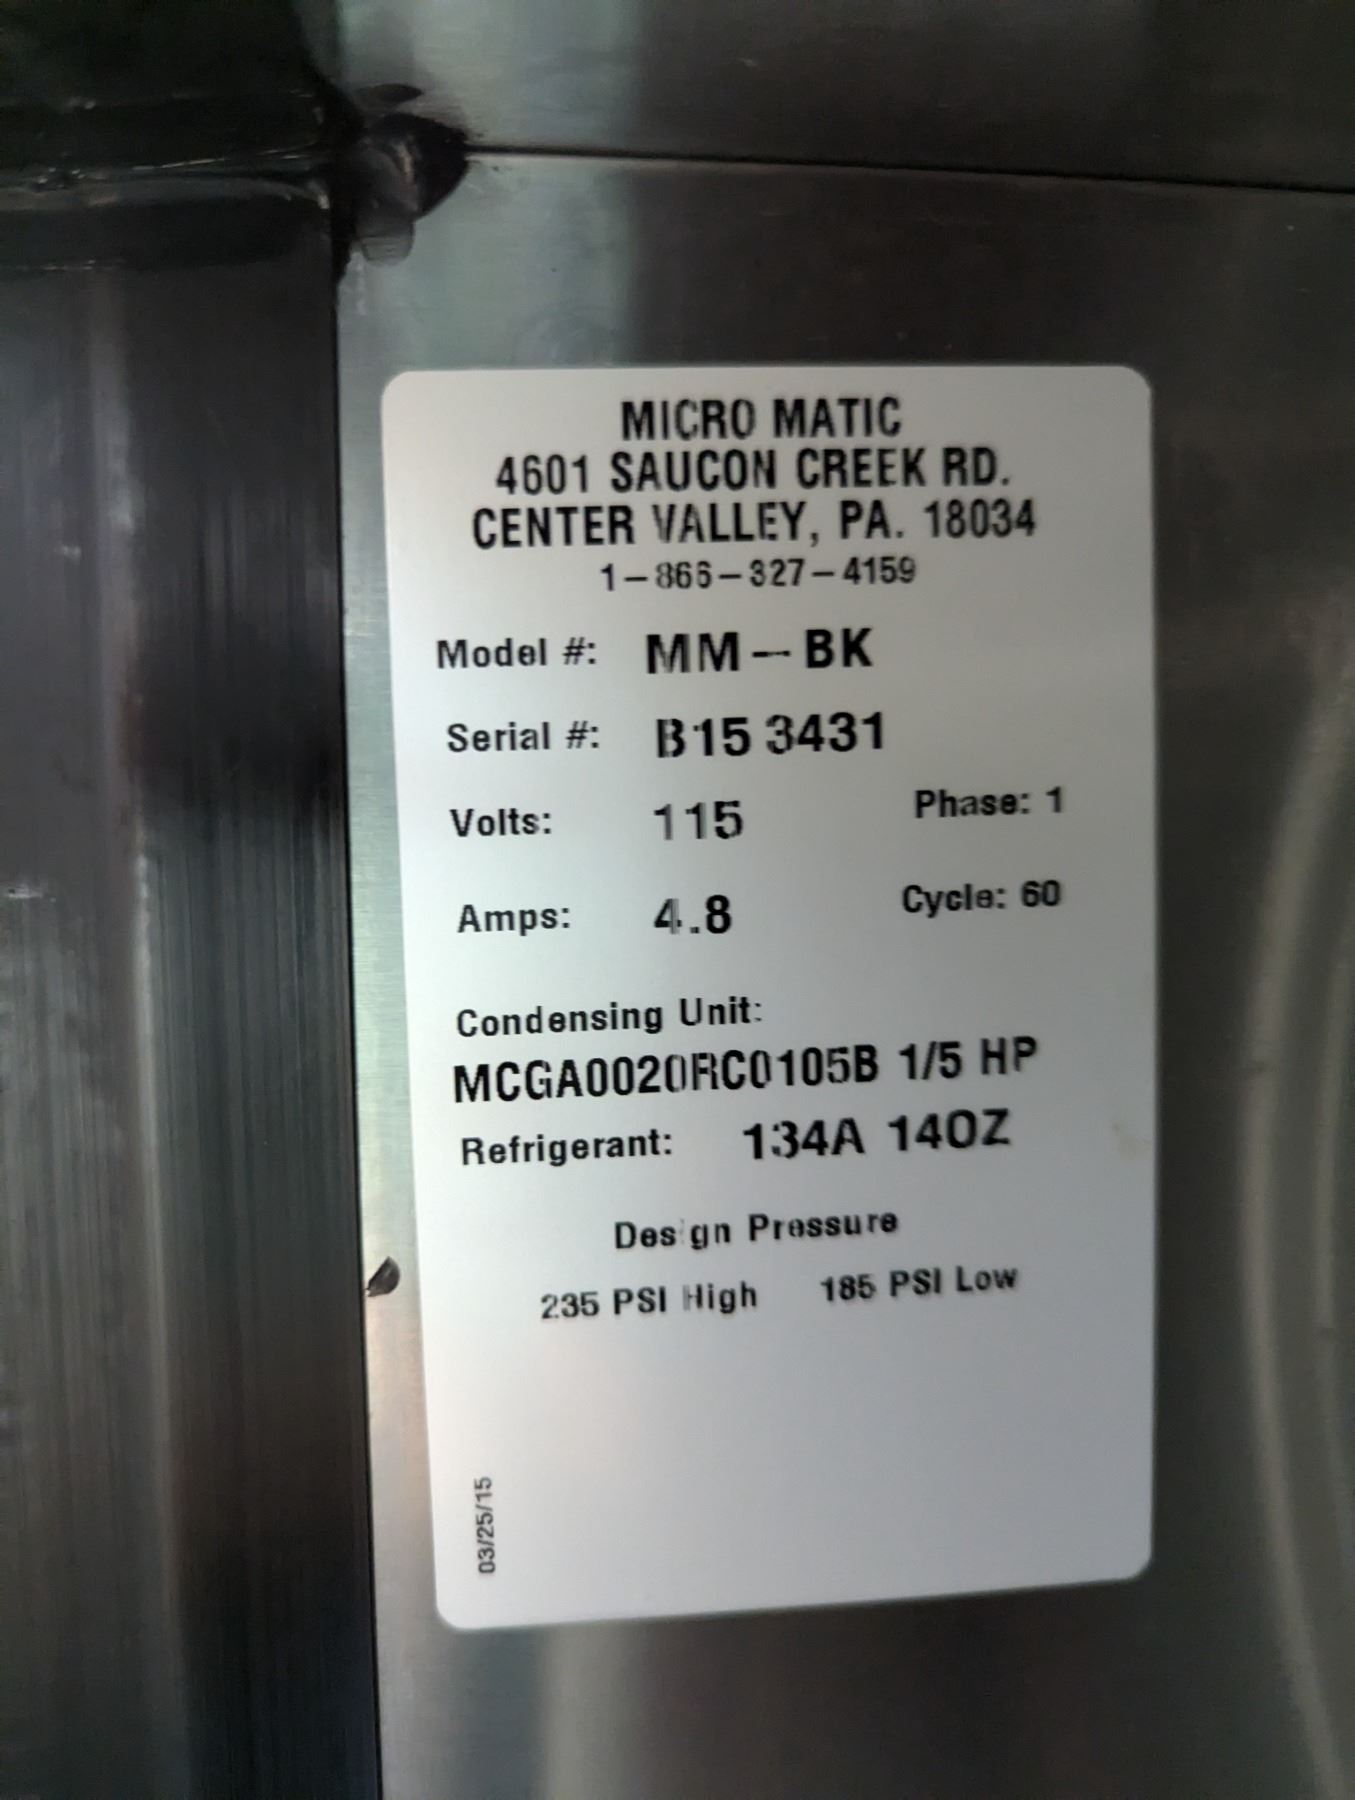 MICRO MATIC
4601 SAUCON CREEK RD.
CENTER VALLEY, PA. 18034
1-866-327-4159
Model #: MM-BK
Serial #: B15 3431
Volts: 115 Phase: 1
Amps: 4.8 Cycle: 60
Condensing Unit:
MCGA0020RC0105B 1/5 HP
Refrigerant: 134A 14OZ
Design Pressure
235 PSI High 185 PSI Low
03/25/15